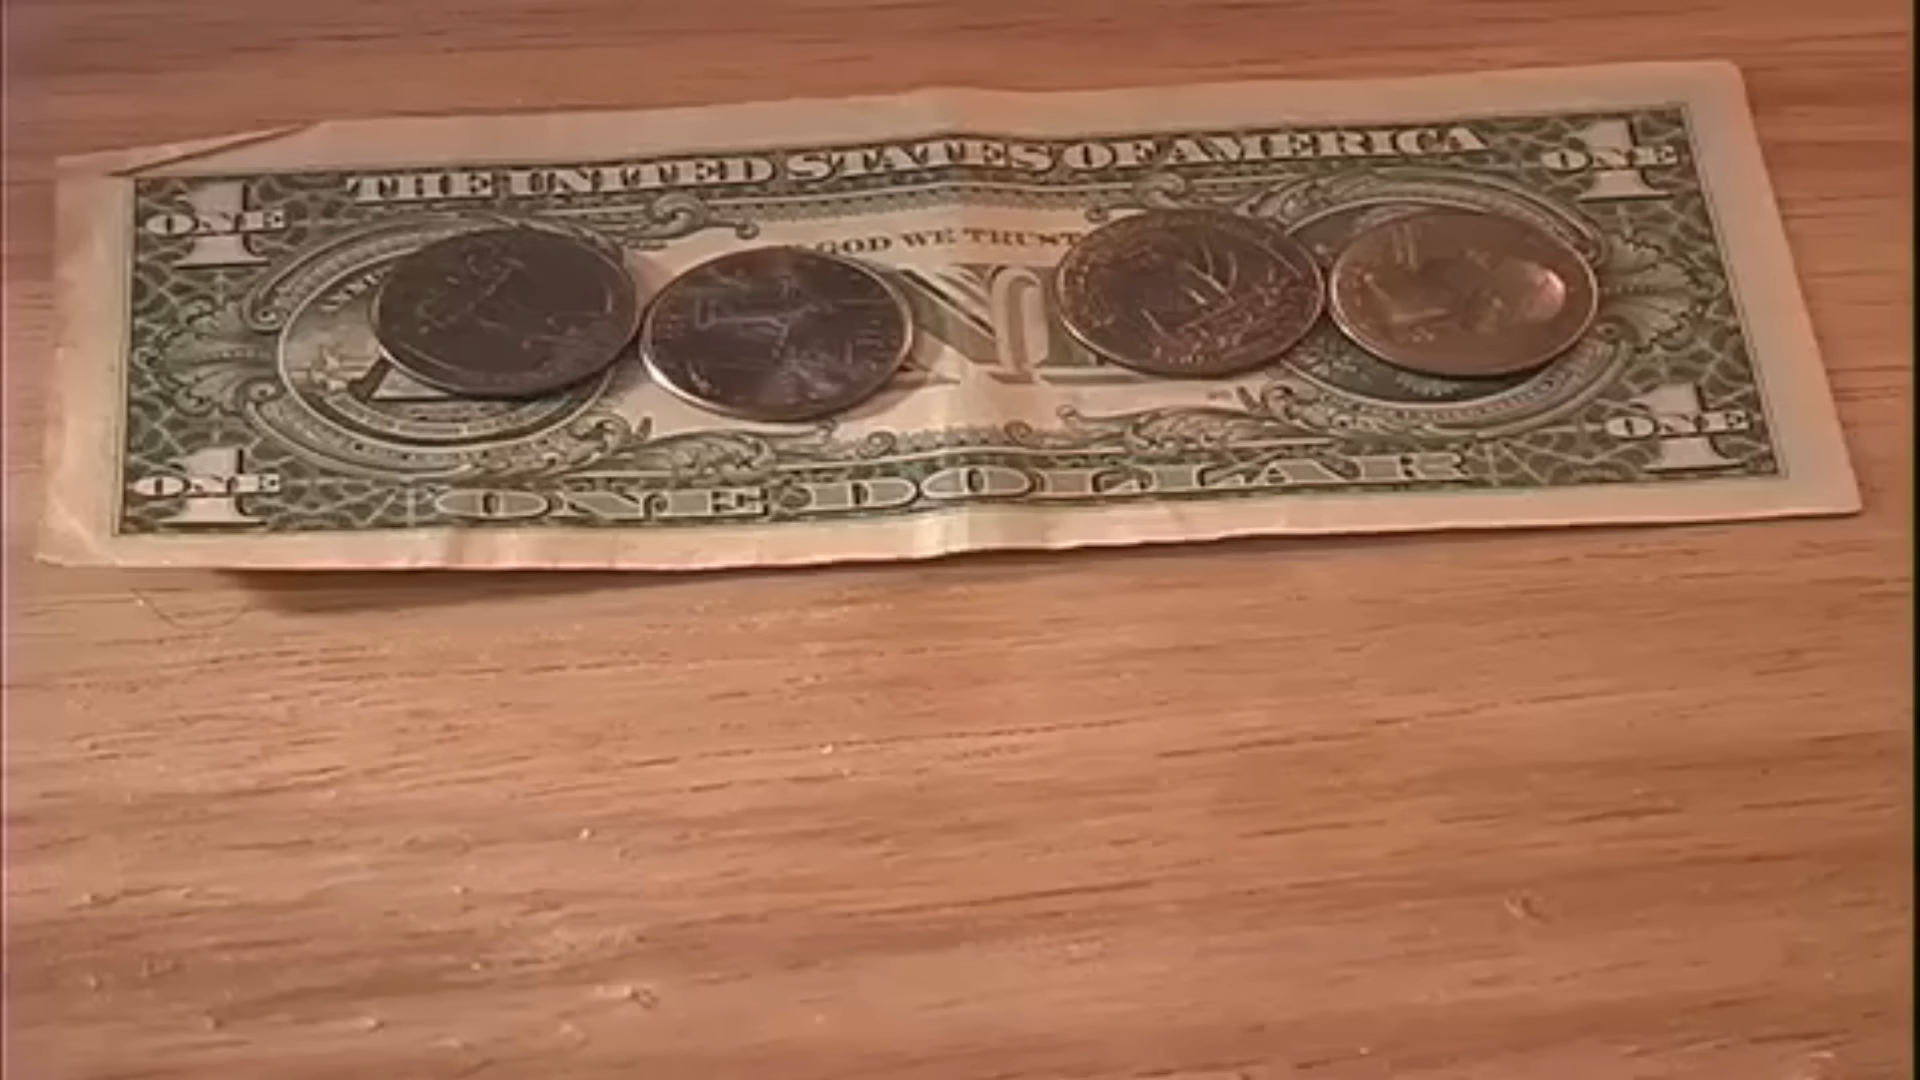 THE UNITED STATES OF AMERICA
ONE
ONE
GOD WE TRUST
ONE
ONE
ONE DOLLAR